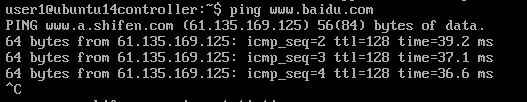 user1@ubuntu14controller:~$ ping www.baidu.com
PING www.a.shifen.com (61.135.169.125) 56(84) bytes of data.
64 bytes from 61.135.169.125: icmp_seq=2 ttl=128 time=39.2 ms
64 bytes from 61.135.169.125: icmp_seq=3 ttl=128 time=37.1 ms
64 bytes from 61.135.169.125: icmp_seq=4 ttl=128 time=36.6 ms
^C